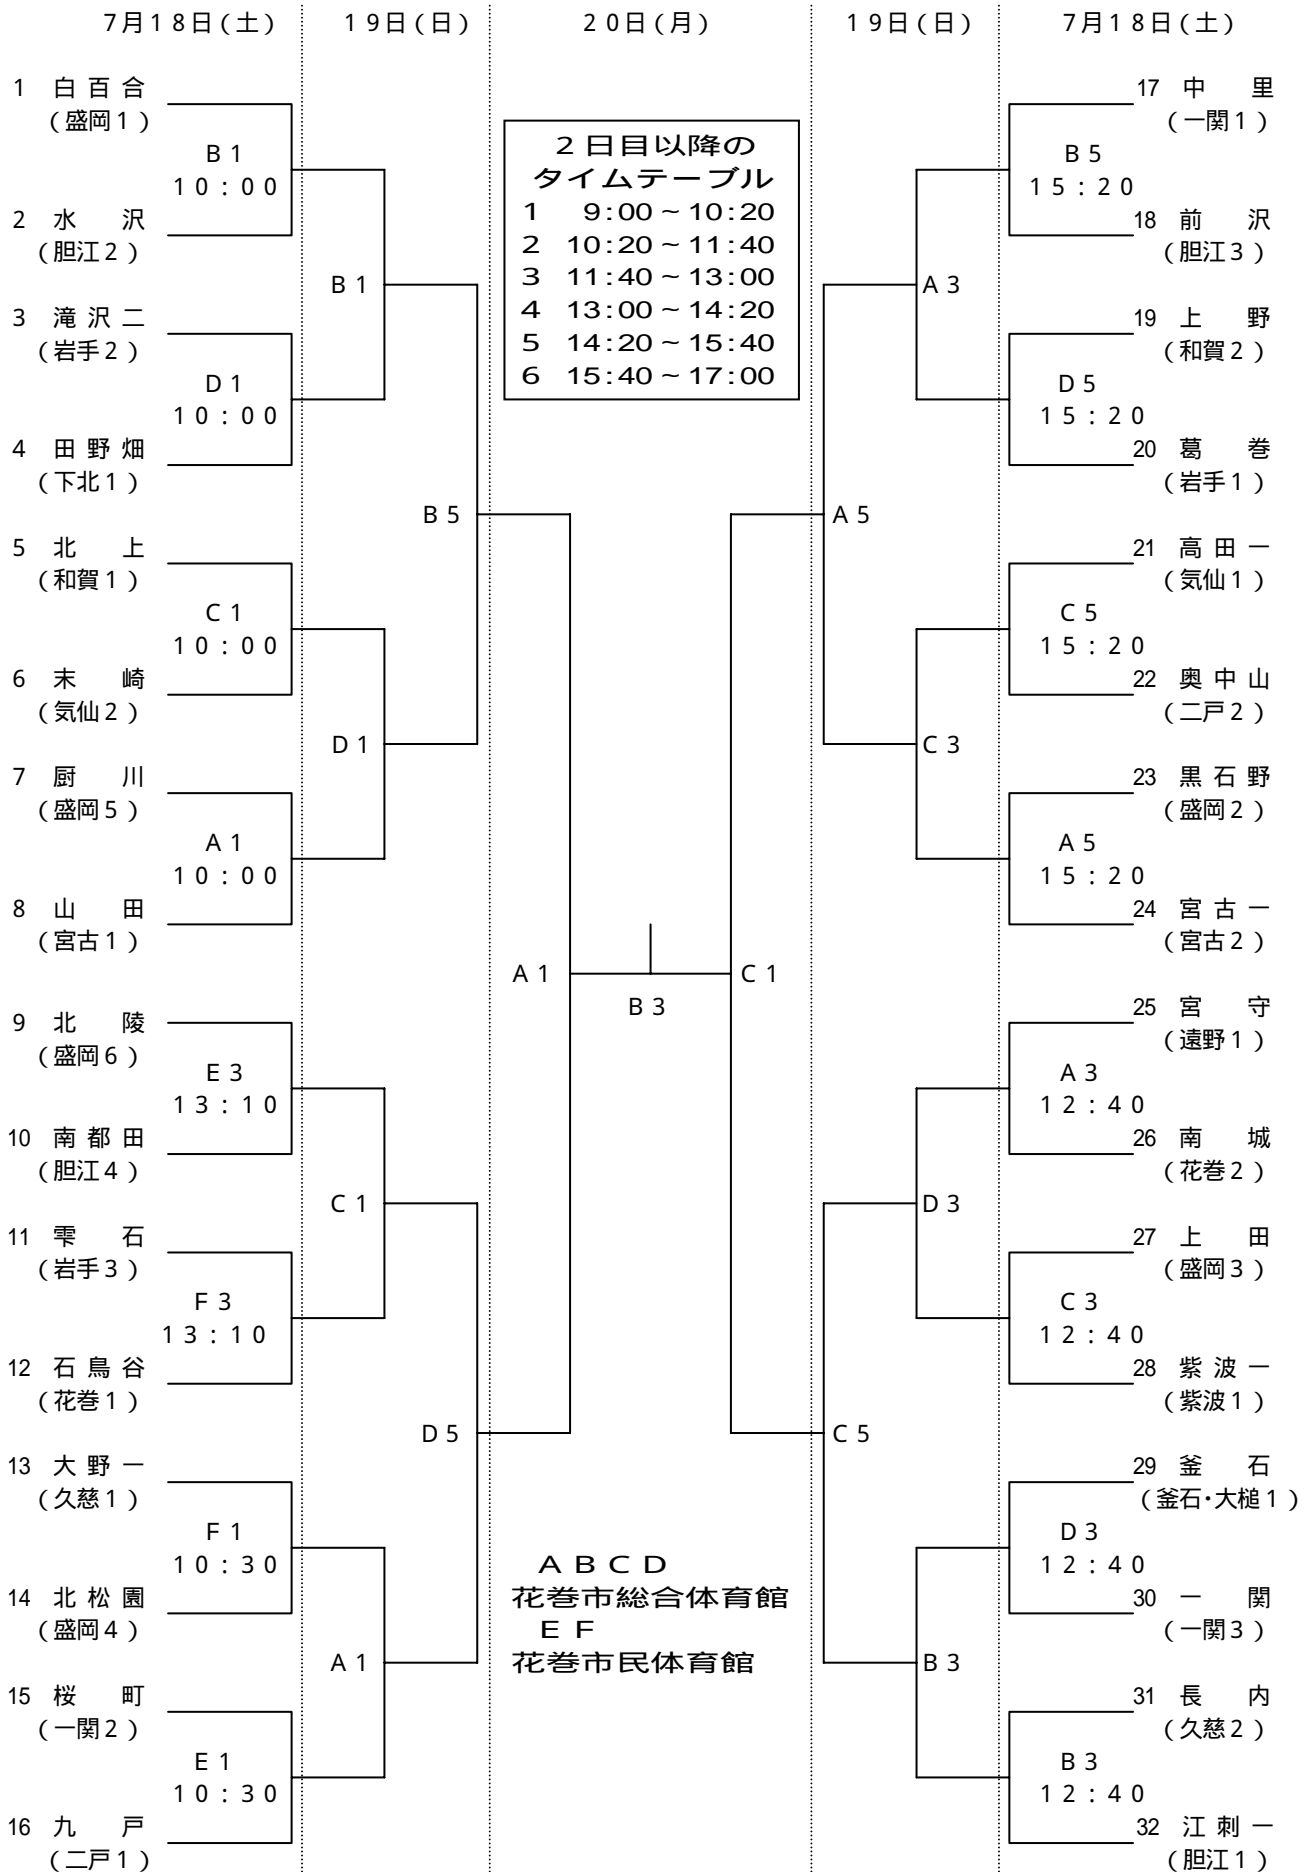 7月18日(土)
19日(日)
20日(月)
19日(日)
7月18日(土)
1 白百合
(盛岡1)
B1
10:00
2 水沢
(胆江2)
B1
3 滝沢二
(岩手2)
D1
10:00
4 田野畑
(下北1)
B5
5 北上
(和賀1)
C1
10:00
6 末崎
(気仙2)
D1
7 厨川
(盛岡5)
A1
10:00
8 山田
(宮古1)
A1
9 北陵
(盛岡6)
E3
13:10
10 南都田
(胆江4)
C1
11 雫石
(岩手3)
F3
13:10
12 石鳥谷
(花巻1)
D5
13 大野一
(久慈1)
F1
10:30
14 北松園
(盛岡4)
A1
15 桜町
(一関2)
E1
10:30
16 九戸
(二戸1)
2日目以降の
タイムテーブル
1 9:00~10:20
2 10:20~11:40
3 11:40~13:00
4 13:00~14:20
5 14:20~15:40
6 15:40~17:00
B3
ABCD
花巻市総合体育館
EF
花巻市民体育館
17 中里
(一関1)
B5
15:20
18 前沢
(胆江3)
A3
19 上野
(和賀2)
D5
15:20
20 葛巻
(岩手1)
A5
21 高田一
(気仙1)
C5
15:20
22 奥中山
(二戸2)
C3
23 黒石野
(盛岡2)
A5
15:20
24 宮古一
(宮古2)
C1
25 宮守
(遠野1)
A3
12:40
26 南城
(花巻2)
D3
27 上田
(盛岡3)
C3
12:40
28 紫波一
(紫波1)
C5
29 釜石
(釜石・大槌1)
D3
12:40
30 一関
(一関3)
B3
31 長内
(久慈2)
B3
12:40
32 江刺一
(胆江1)